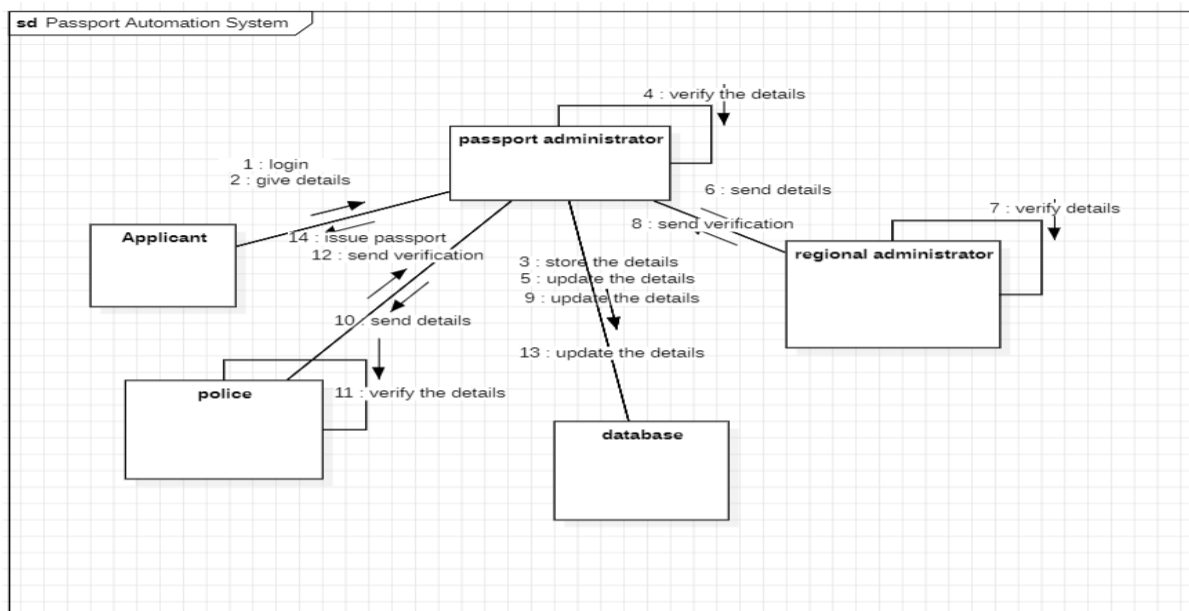 sd Passport Automation System
4 : verify the details
passport administrator
1 : login
2 : give details
6 : send details
8 : send verification
7 : verify details
Applicant
14 : issue passport
12 : send verification
regional administrator
3 : store the details
5 : update the details
9 : update the details
10 : send details
13 : update the details
police
11 : verify the details
database